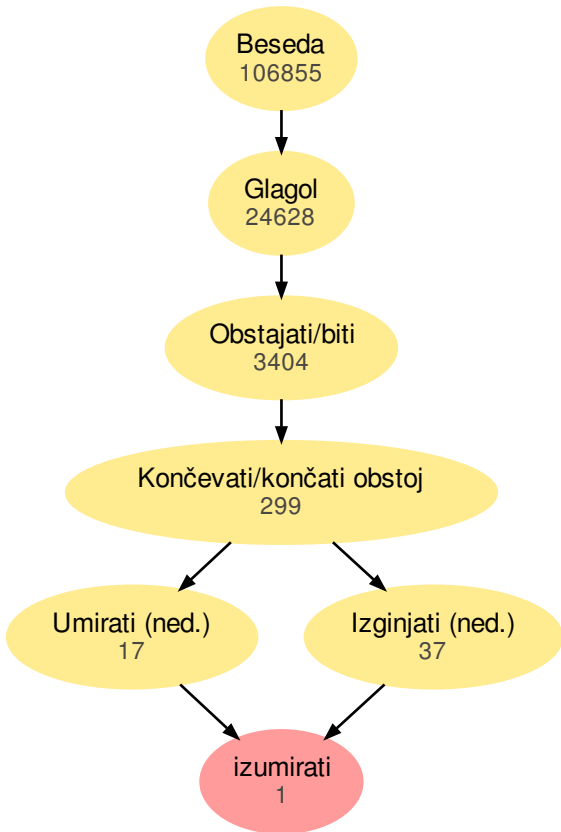 Beseda
106855
Glagol
24628
Obstajati/biti
3404
Končevati/končati obstoj
299
Umirati (ned.)
17
Izginjati (ned.)
37
izumirati
1